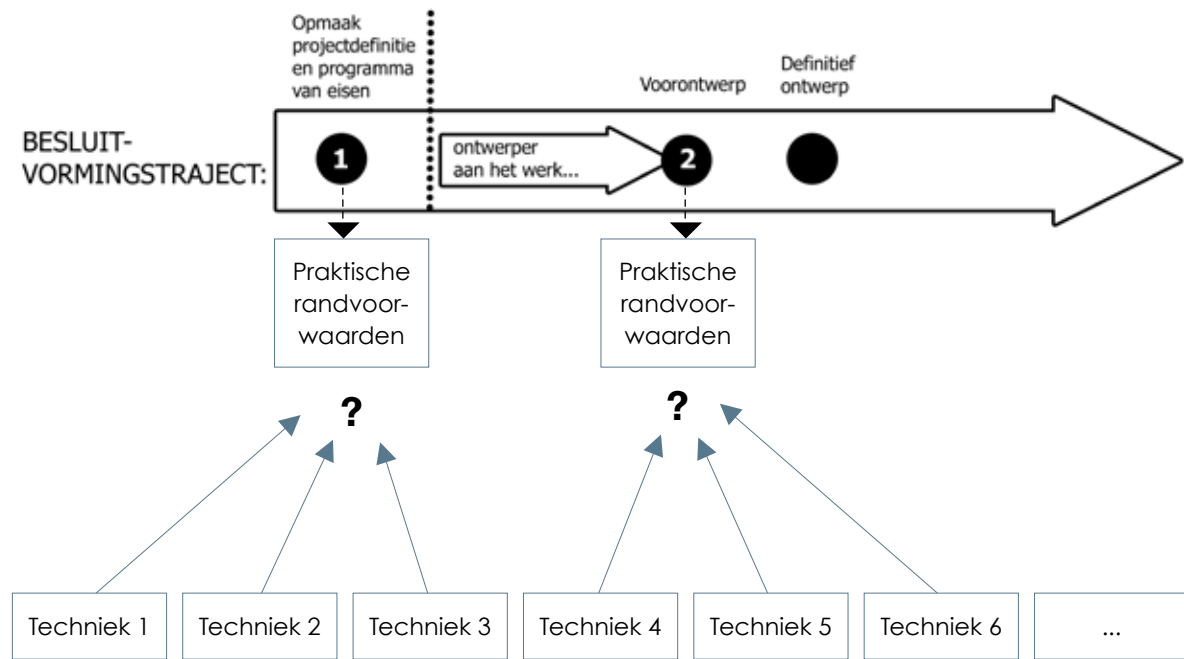 Opmaak
projectdefinitie
en programma
van eisen
Voorontwerp
Definitief
ontwerp
BESLUIT-
VORMINGSTRAJECT:
1
ontwerper
aan het werk...
2
Praktische
randvoor-
waarden
Praktische
randvoor-
waarden
?
?
Techniek 1
Techniek 2
Techniek 3
Techniek 4
Techniek 5
Techniek 6
...